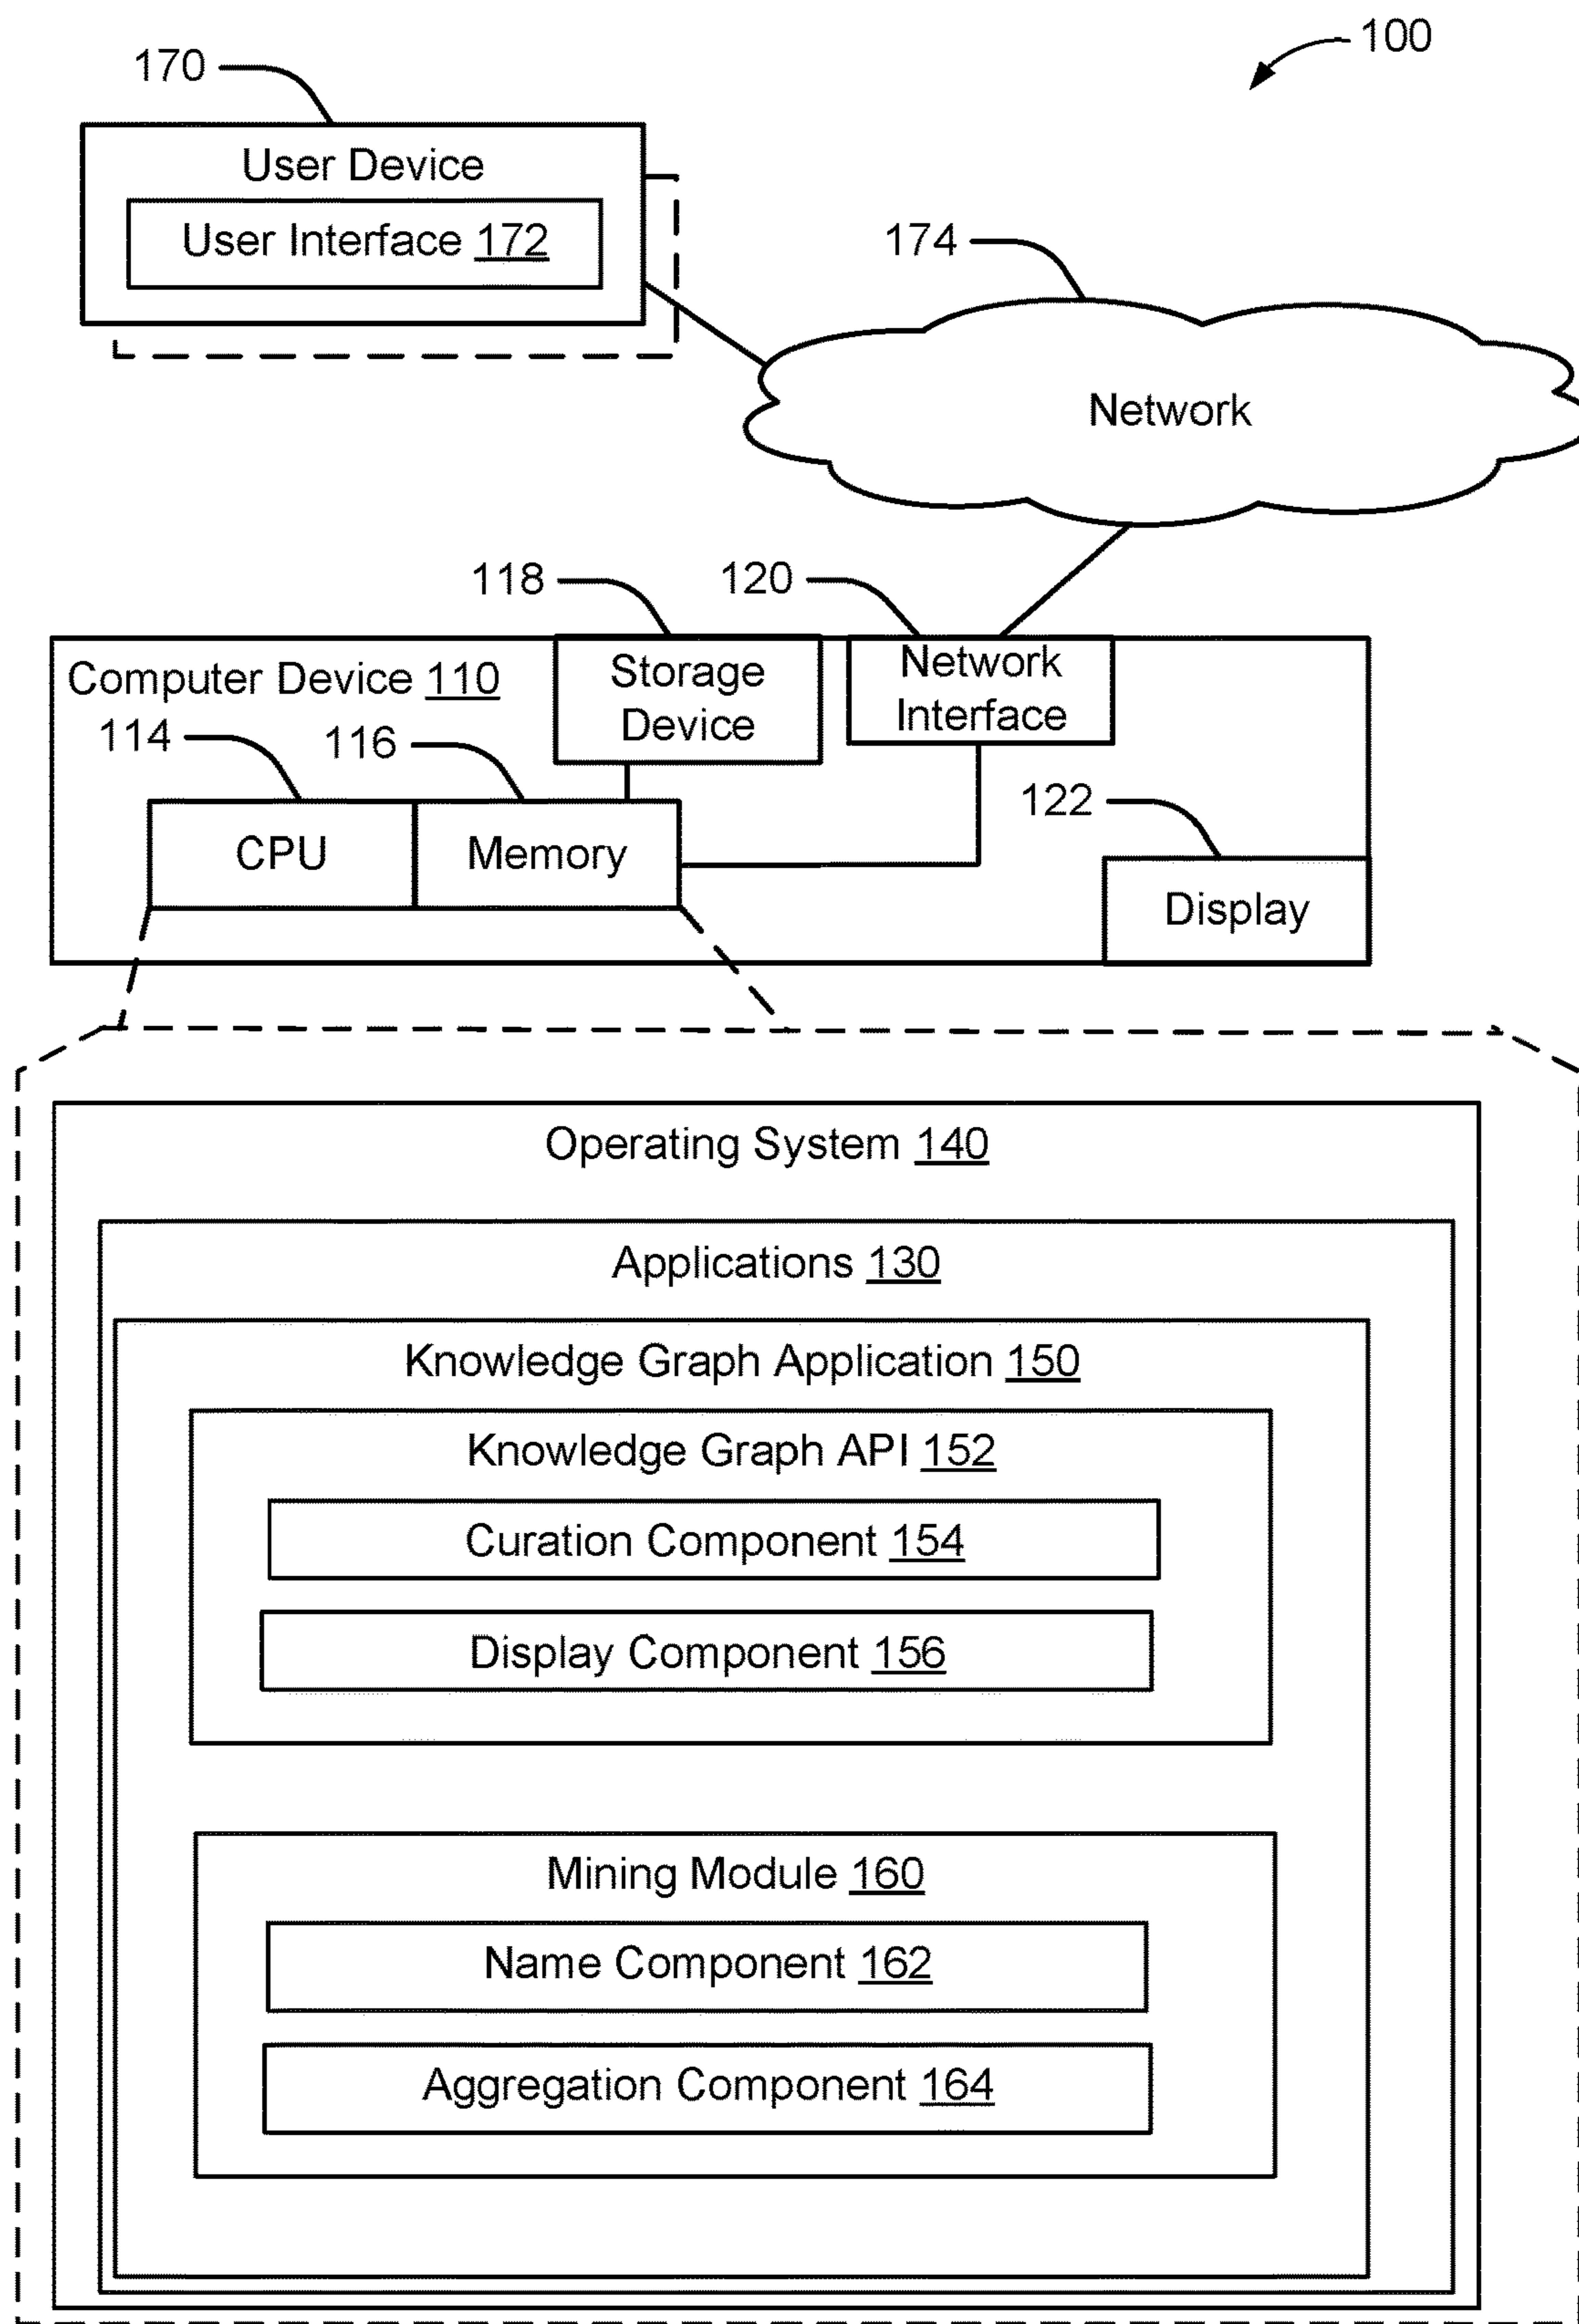 100
170
User Device
User Interface 172
174
Network
118
120
Computer Device 110
Storage
Device
Network
Interface
114
116
122
CPU
Memory
Display
Operating System 140
Applications 130
Knowledge Graph Application 150
Knowledge Graph API 152
Curation Component 154
Display Component 156
Mining Module 160
Name Component 162
Aggregation Component 164